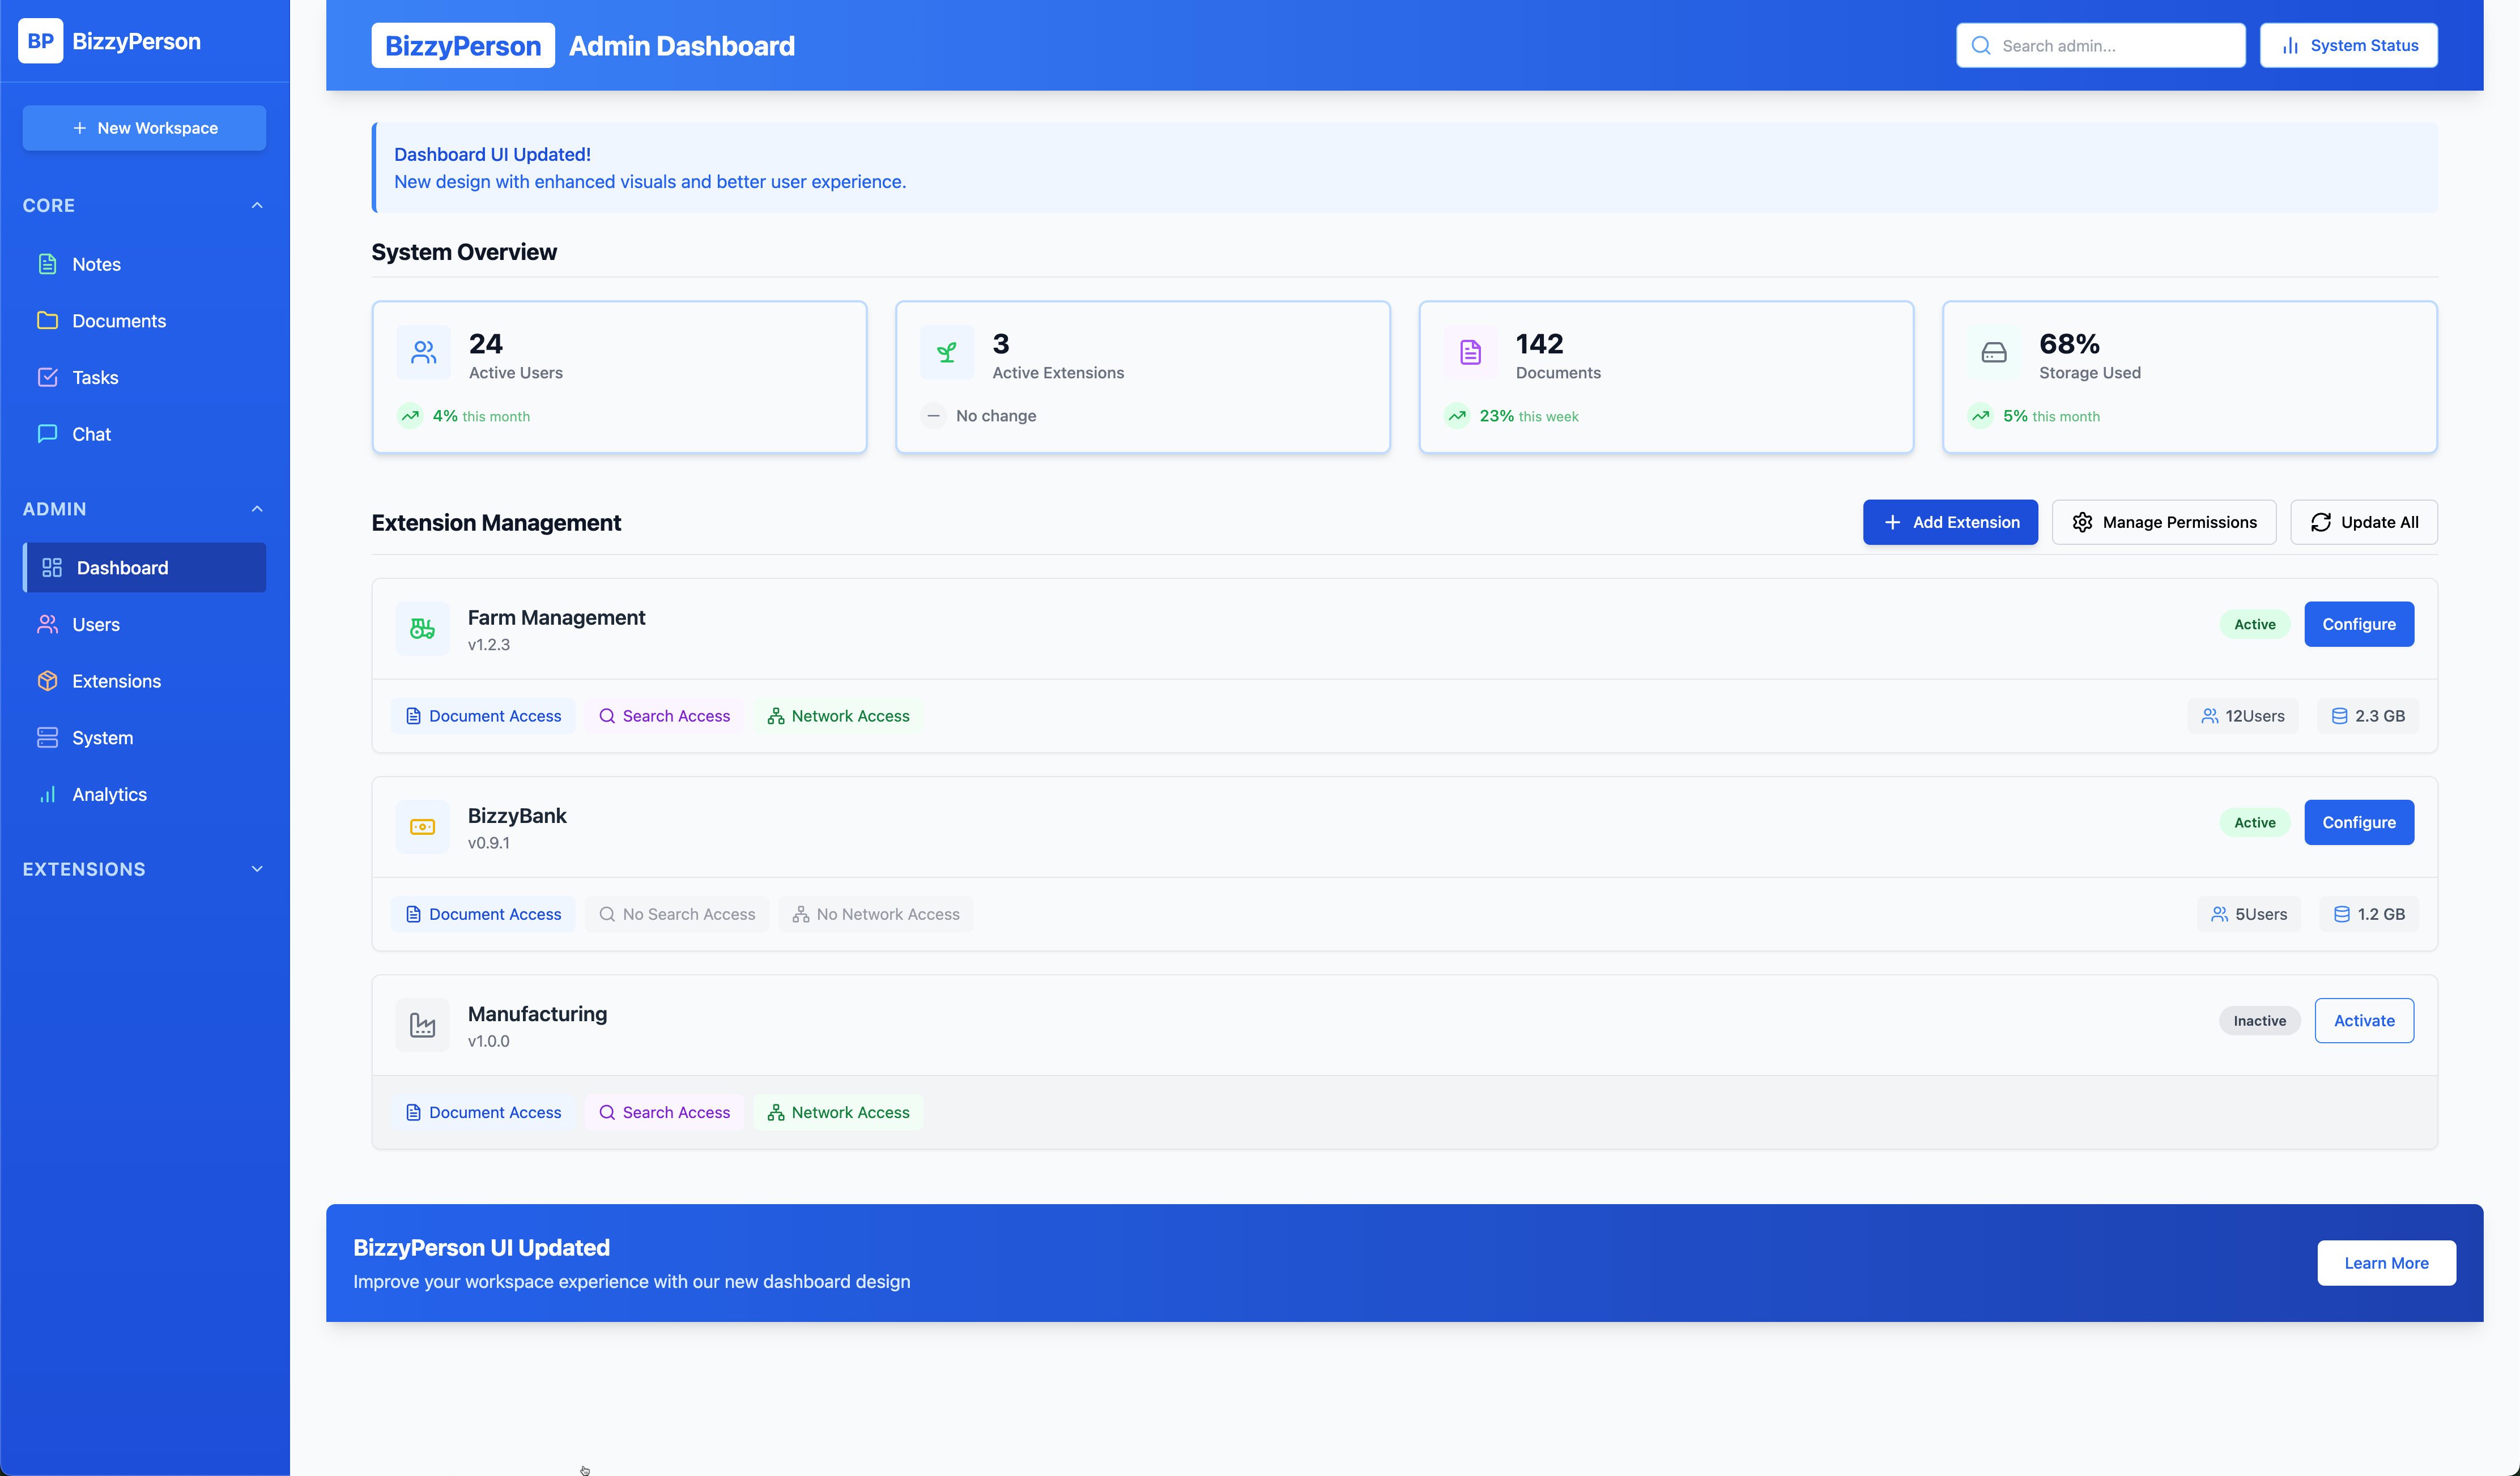 BP BizzyPerson
New Workspace
CORE
Notes
Documents
Tasks
Chat
ADMIN
Dashboard
Users
Extensions
System
Analytics
EXTENSIONS
BizzyPerson Admin Dashboard
Search admin...
System Status
Dashboard UI Updated!
New design with enhanced visuals and better user experience.
System Overview
24
Active Users
4% this month
3
Active Extensions
No change
142
Documents
23% this week
68%
Storage Used
5% this month
Extension Management
Add Extension
Manage Permissions
Update All
Farm Management
v1.2.3
Active
Configure
Document Access
Search Access
Network Access
12Users
2.3 GB
BizzyBank
v0.9.1
Active
Configure
Document Access
No Search Access
No Network Access
5Users
1.2 GB
Manufacturing
v1.0.0
Inactive
Activate
Document Access
Search Access
Network Access
BizzyPerson UI Updated
Improve your workspace experience with our new dashboard design
Learn More